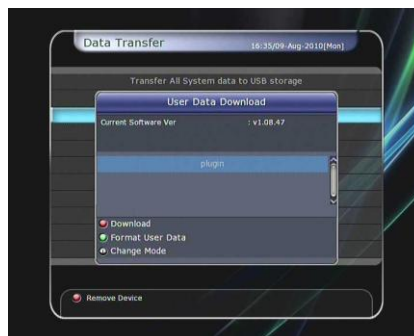 Data Transfer
16:35/09-Aug-2010[Mon]
Transfer All System data to USB storage
User Data Download
Current Software Ver : v1.08.47
plugin
Download
Format User Data
Change Mode
Remove Device